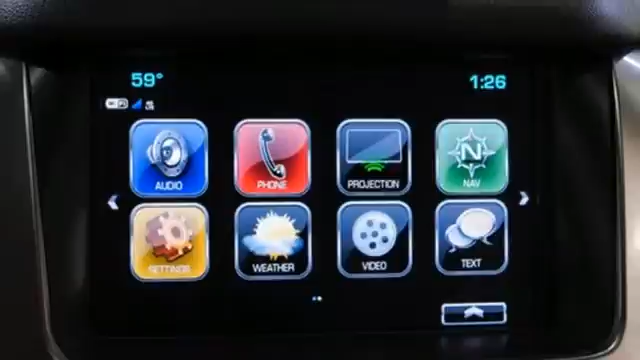 59° 1:26
AUDIO PHONE PROJECTION NAV
SETTINGS WEATHER VIDEO TEXT